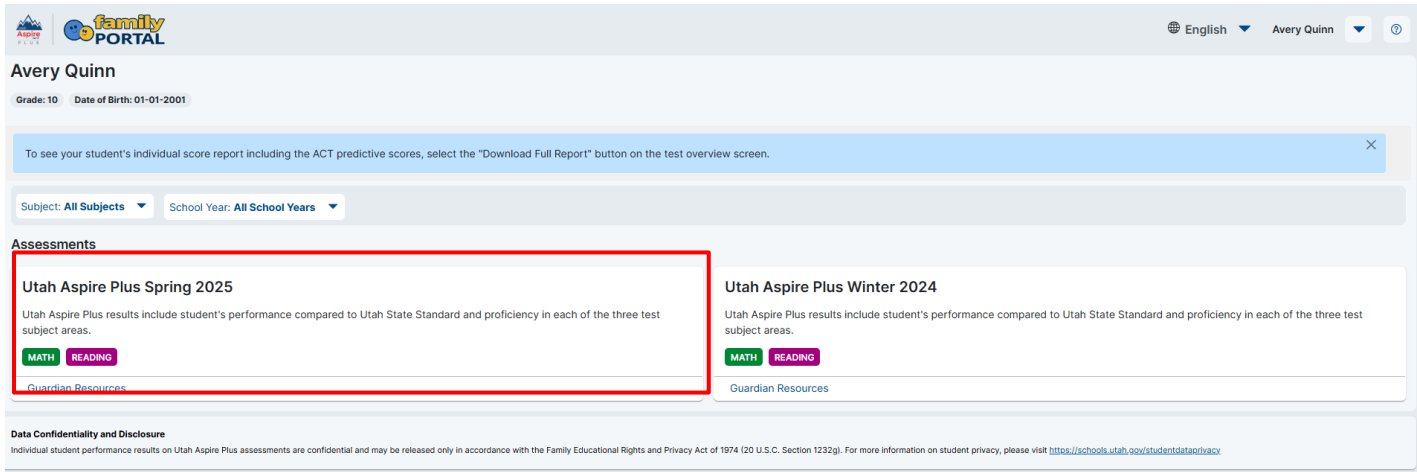 Aspire
PLUS
family
PORTAL
English
Avery Quinn
Avery Quinn
Grade: 10 Date of Birth: 01-01-2001
To see your student's individual score report including the ACT predictive scores, select the "Download Full Report" button on the test overview screen.
Subject: All Subjects School Year: All School Years
Assessments
Utah Aspire Plus Spring 2025
Utah Aspire Plus results include student's performance compared to Utah State Standard and proficiency in each of the three test
subject areas.
MATH READING
Guardian Resources
Utah Aspire Plus Winter 2024
Utah Aspire Plus results include student's performance compared to Utah State Standard and proficiency in each of the three test
subject areas.
MATH READING
Guardian Resources
Data Confidentiality and Disclosure
Individual student performance results on Utah Aspire Plus assessments are confidential and may be released only in accordance with the Family Educational Rights and Privacy Act of 1974 (20 U.S.C. Section 1232g). For more information on student privacy, please visit https://schools.utah.gov/studentdataprivacy